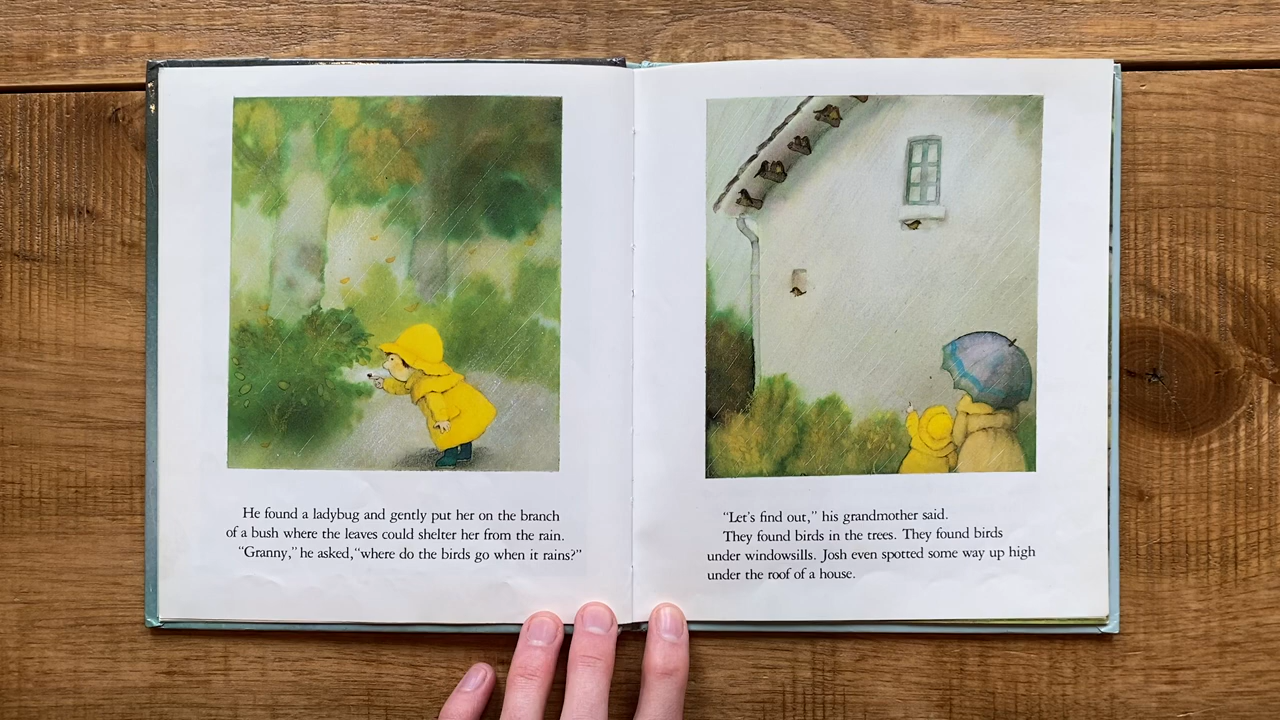 He found a ladybug and gently put her on the branch
of a bush where the leaves could shelter her from the rain.
"Granny," he asked, "where do the birds go when it rains?"
"Let's find out," his grandmother said.
They found birds in the trees. They found birds
under windowsills. Josh even spotted some way up high
under the roof of a house.